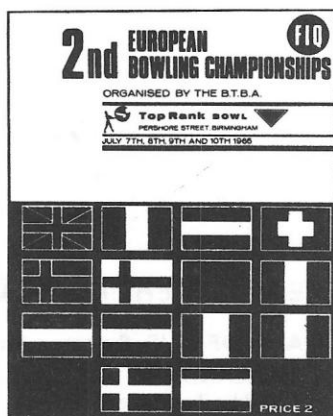 2nd EUROPEAN
BOWLING CHAMPIONSHIPS
FIQ
ORGANISED BY THE B.T.B.A.
Top Rank BOWL
PERSHORE STREET. BIRMINGHAM
JULY 7TH, 8TH, 9TH AND 10TH 1965
PRICE 2